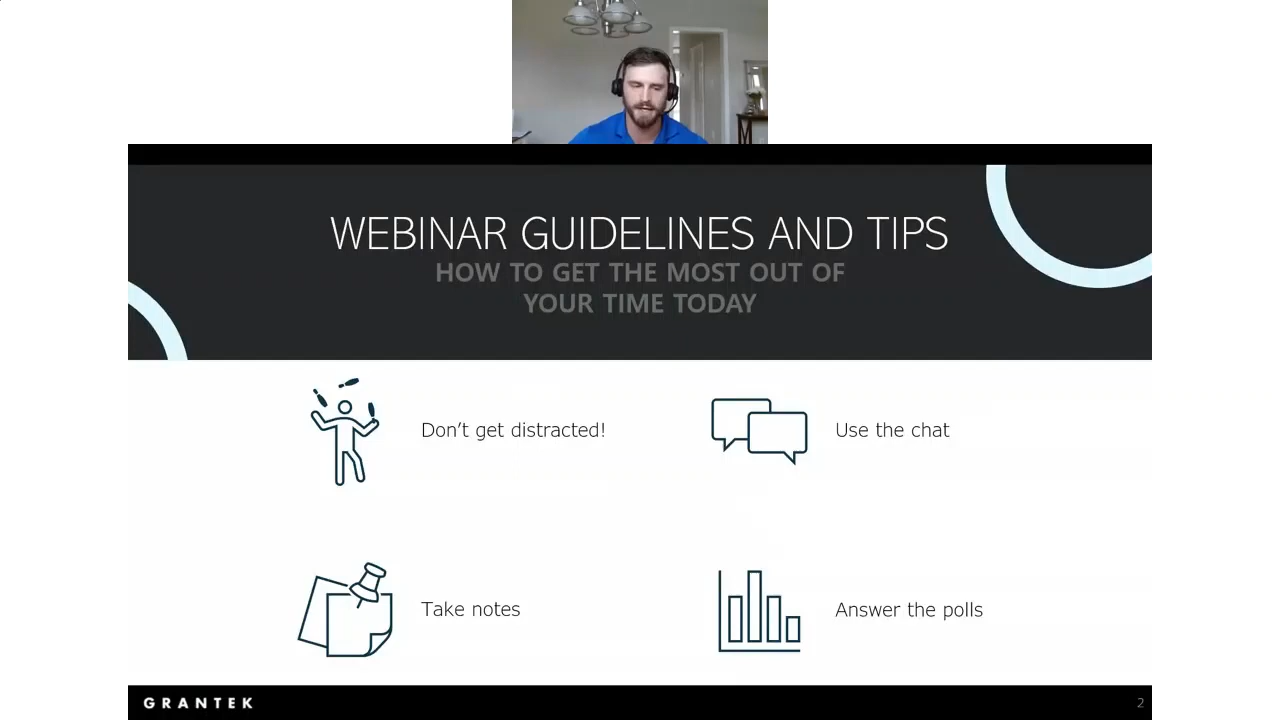 WEBINAR GUIDELINES AND TIPS
HOW TO GET THE MOST OUT OF
YOUR TIME TODAY
Don’t get distracted!
Use the chat
Take notes
Answer the polls
GRANTEK
2